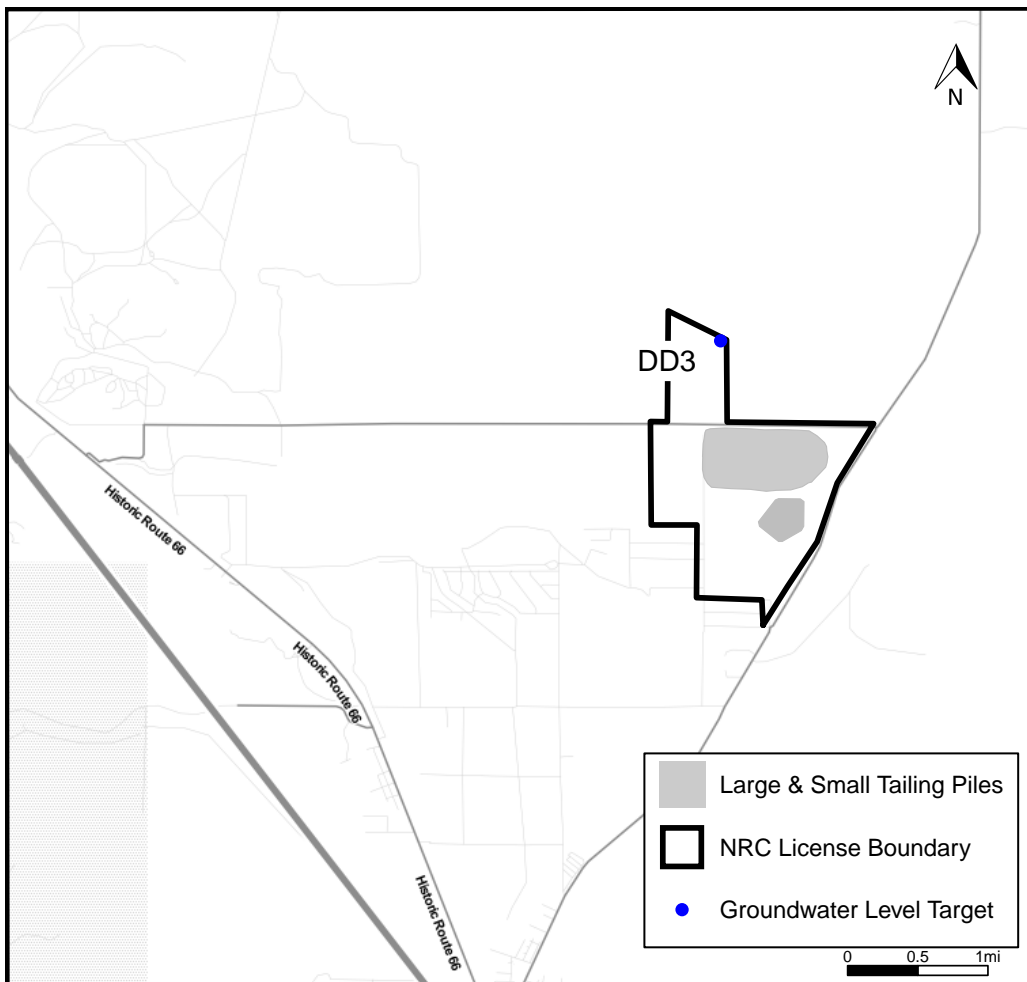 N
DD3
Historic Route 66
Historic Route 66
Historic Route 66
Large & Small Tailing Piles
NRC License Boundary
Groundwater Level Target
0 0.5 1mi